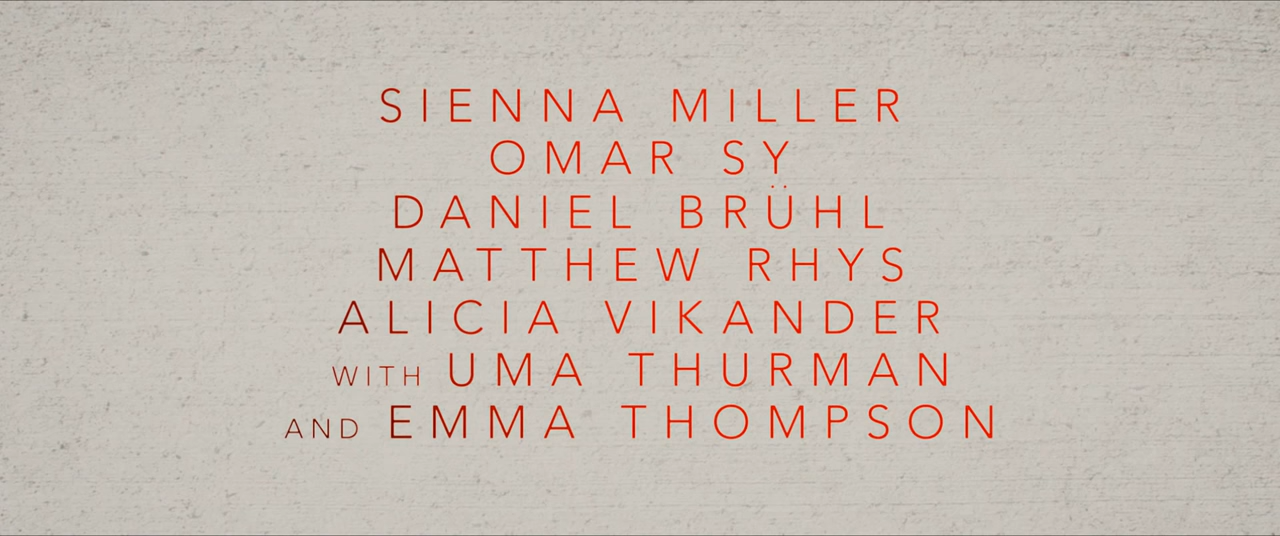 SIENNA MILLER
OMAR SY
DANIEL BRÜHL
MATTHEW RHYS
ALICIA VIKANDER
WITH UMA THURMAN
AND EMMA THOMPSON